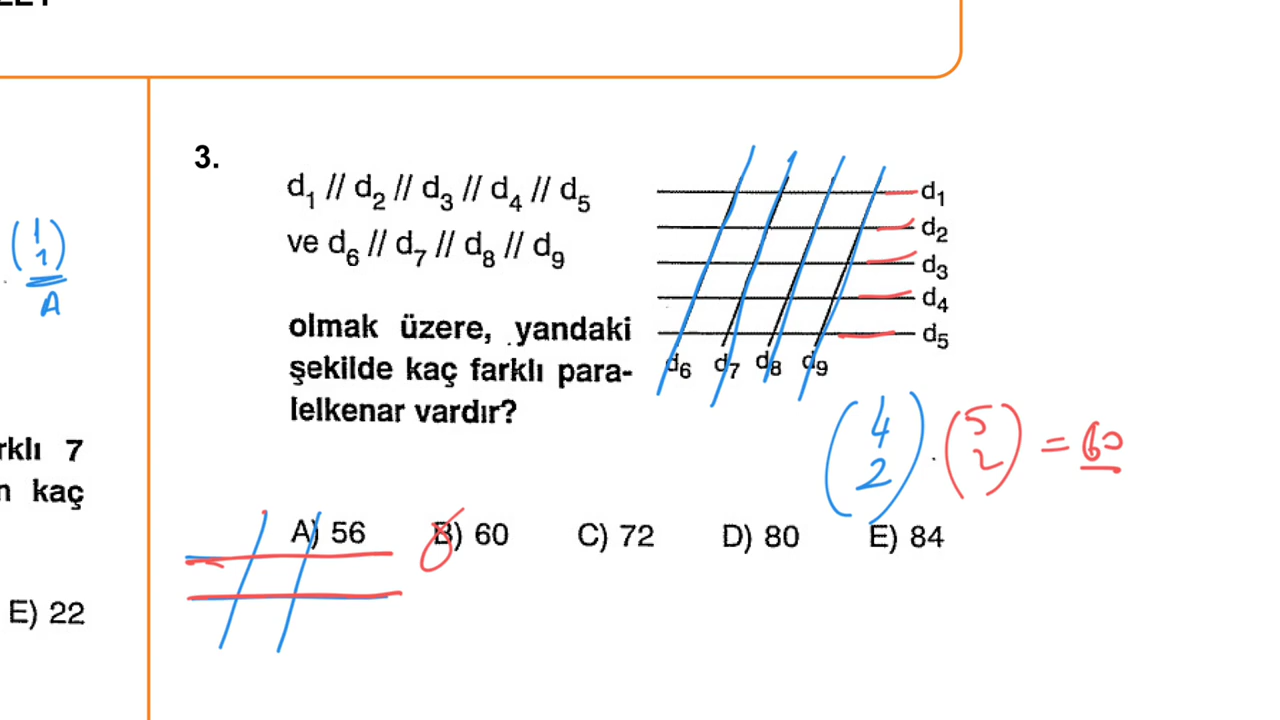 3.
d₁ // d₂ // d₃ // d₄ // d₅
ve d₆ // d₇ // d₈ // d₉
olmak üzere, yandaki
şekilde kaç farklı para-
lelkenar vardır?
d₁
d₂
d₃
d₄
d₅
d₆ d₇ d₈ d₉
(4 2) . (5 2) = 60
A) 56 B) 60 C) 72 D) 80 E) 84
(1 1)
A
rklı 7
n kaç
E) 22